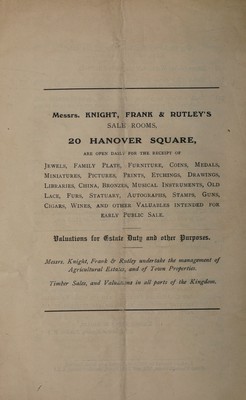 Messrs. KNIGHT, FRANK & RUTLEY'S
SALE ROOMS,
20 HANOVER SQUARE,
ARE OPEN DAILY FOR THE RECEIPT OF
JEWELS, FAMILY PLATE, FURNITURE, COINS, MEDALS,
MINIATURES, PICTURES, PRINTS, ETCHINGS, DRAWINGS,
LIBRARIES, CHINA, BRONZES, MUSICAL INSTRUMENTS, OLD
LACE, FURS, STATUARY, AUTOGRAPHS, STAMPS, GUNS,
CIGARS, WINES, AND OTHER VALUABLES INTENDED FOR
EARLY PUBLIC SALE.
Valuations for Estate Duty and other Purposes.
Messrs. Knight, Frank & Rutley undertake the management of
Agricultural Estates, and of Town Properties.
Timber Sales, and Valuations in all parts of the Kingdom.